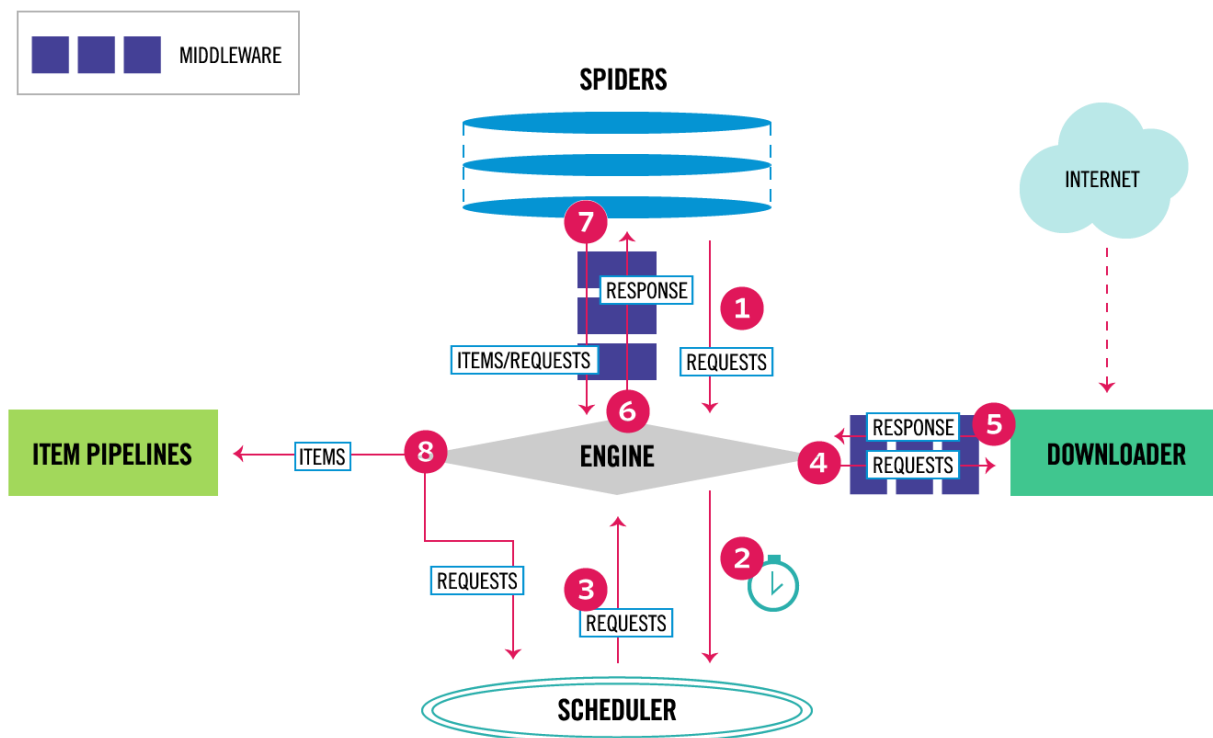 MIDDLEWARE
SPIDERS
INTERNET
7
RESPONSE
1
ITEMS/REQUESTS
REQUESTS
6
ITEM PIPELINES
ITEMS
8
ENGINE
4
RESPONSE
5
REQUESTS
DOWNLOADER
2
REQUESTS
3
REQUESTS
SCHEDULER